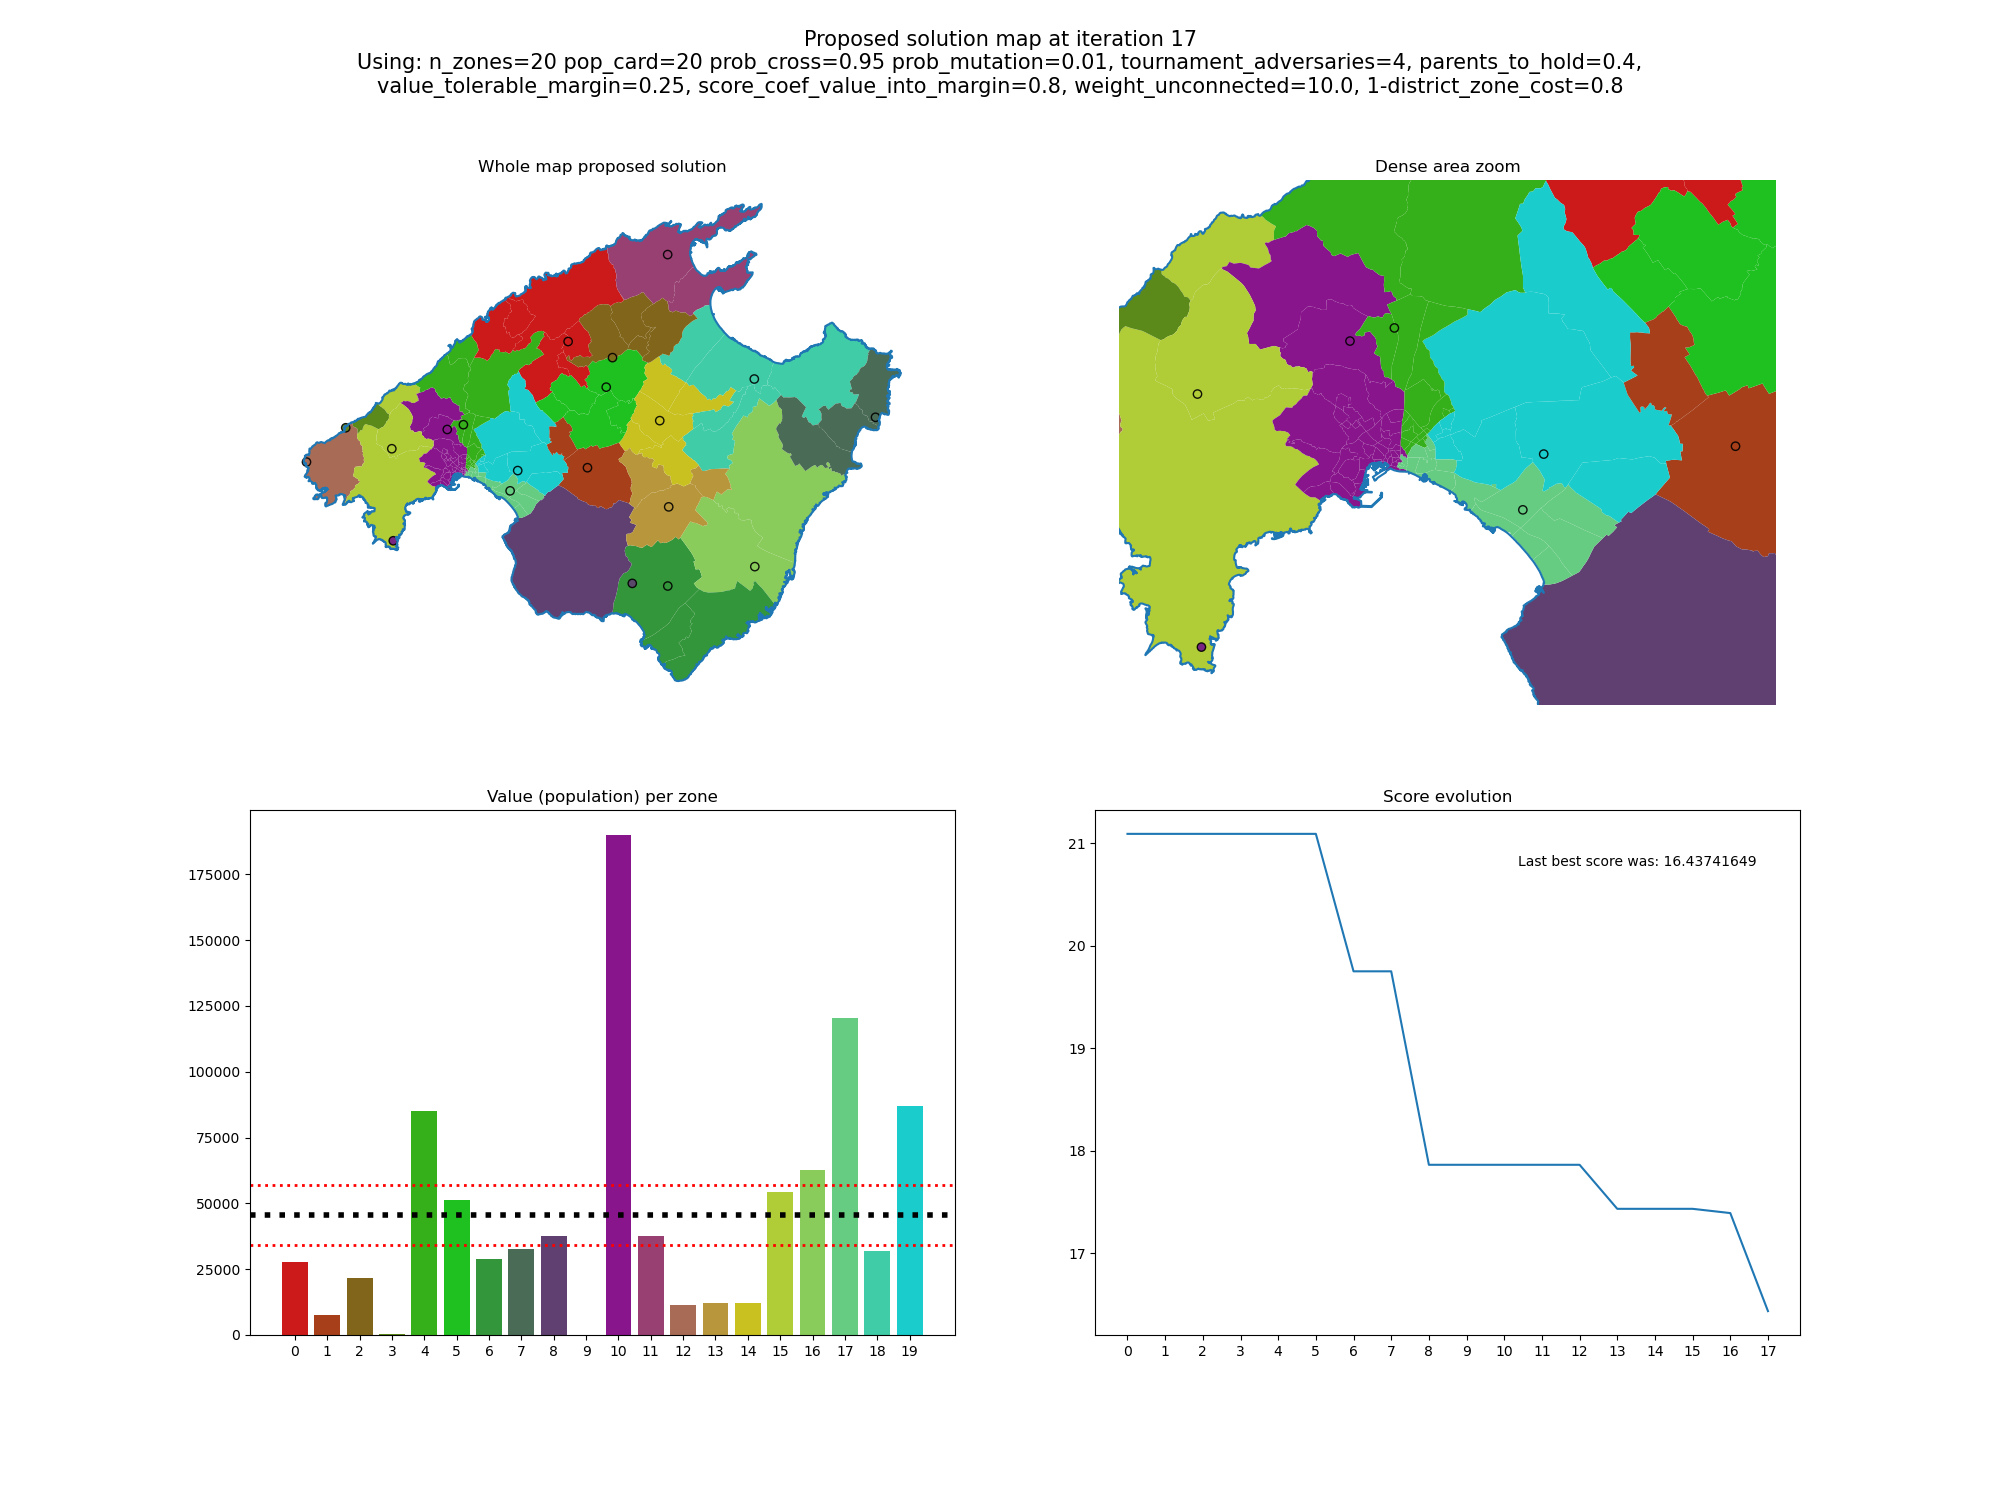 Proposed solution map at iteration 17
Using: n_zones=20 pop_card=20 prob_cross=0.95 prob_mutation=0.01, tournament_adversaries=4, parents_to_hold=0.4,
value_tolerable_margin=0.25, score_coef_value_into_margin=0.8, weight_unconnected=10.0, 1-district_zone_cost=0.8
Whole map proposed solution
Dense area zoom
Value (population) per zone
175000
150000
125000
100000
75000
50000
25000
0
0 1 2 3 4 5 6 7 8 9 10 11 12 13 14 15 16 17 18 19
Score evolution
Last best score was: 16.43741649
21
20
19
18
17
0 1 2 3 4 5 6 7 8 9 10 11 12 13 14 15 16 17